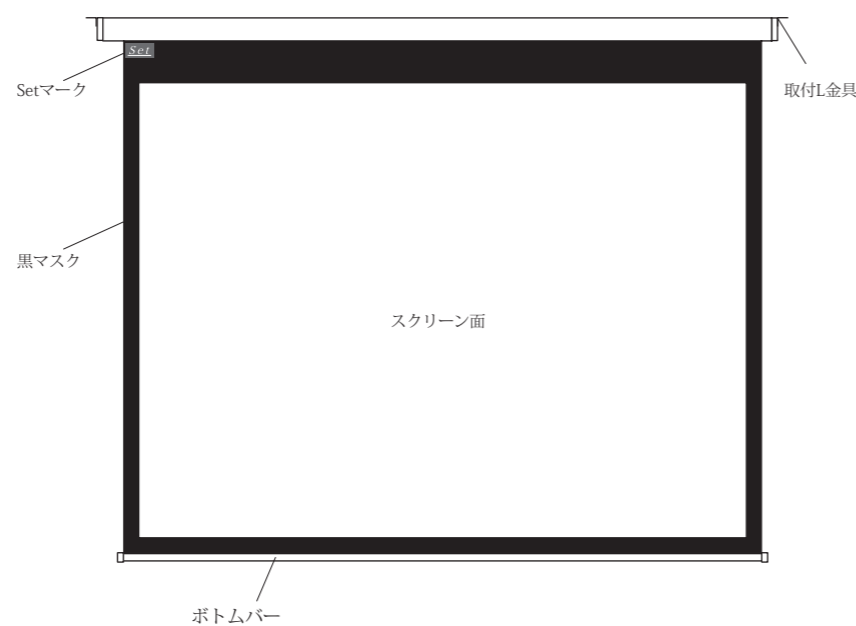 Set
Setマーク
取付L金具
黒マスク
スクリーン面
ボトムバー